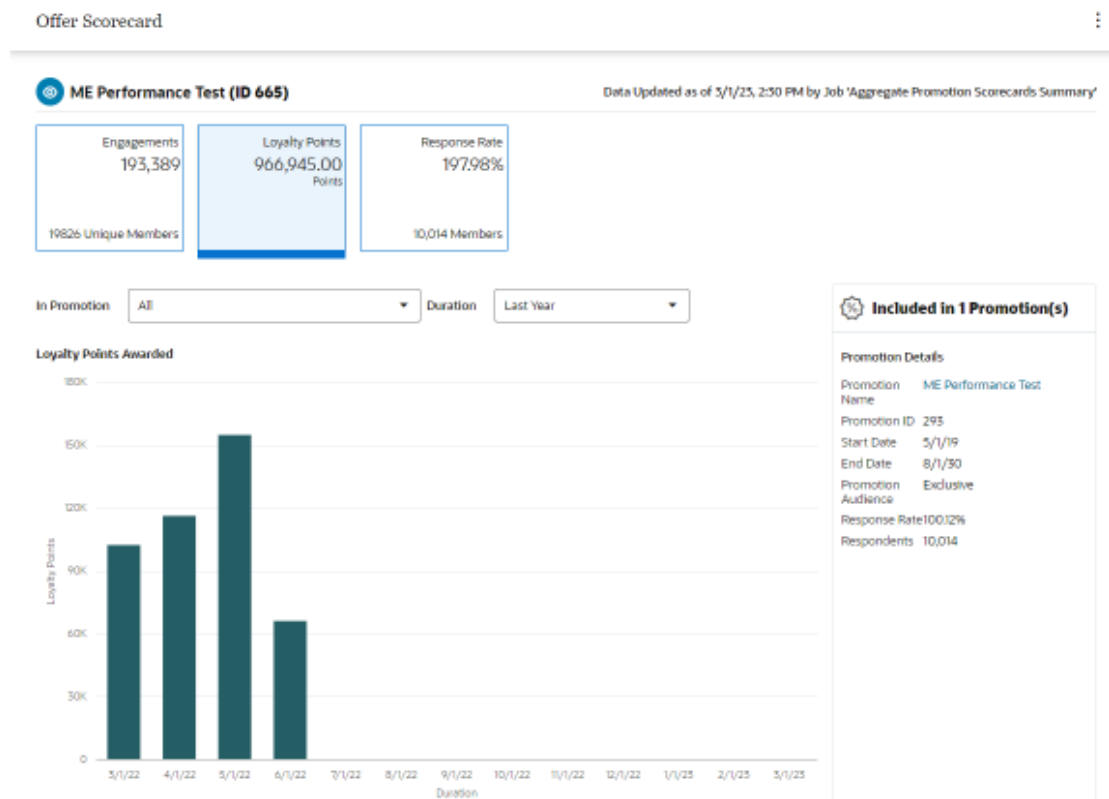 Offer Scorecard
ME Performance Test (ID 665)
Data Updated as of 3/1/23, 2:30 PM by Job 'Aggregate Promotion Scorecards Summary'
Engagements
193,389
19826 Unique Members
Loyalty Points
966,945.00
Points
Response Rate
197.98%
10,014 Members
In Promotion All
Duration Last Year
Included in 1 Promotion(s)
Promotion Details
Promotion Name ME Performance Test
Promotion ID 293
Start Date 5/1/19
End Date 8/1/30
Promotion Audience Exclusive
Response Rate 100.12%
Respondents 10,014
Loyalty Points Awarded
180K
150K
120K
90K
60K
30K
0
Loyalty Points
3/1/22 4/1/22 5/1/22 6/1/22 7/1/22 8/1/22 9/1/22 10/1/22 11/1/22 12/1/22 1/1/23 2/1/23 3/1/23
Duration